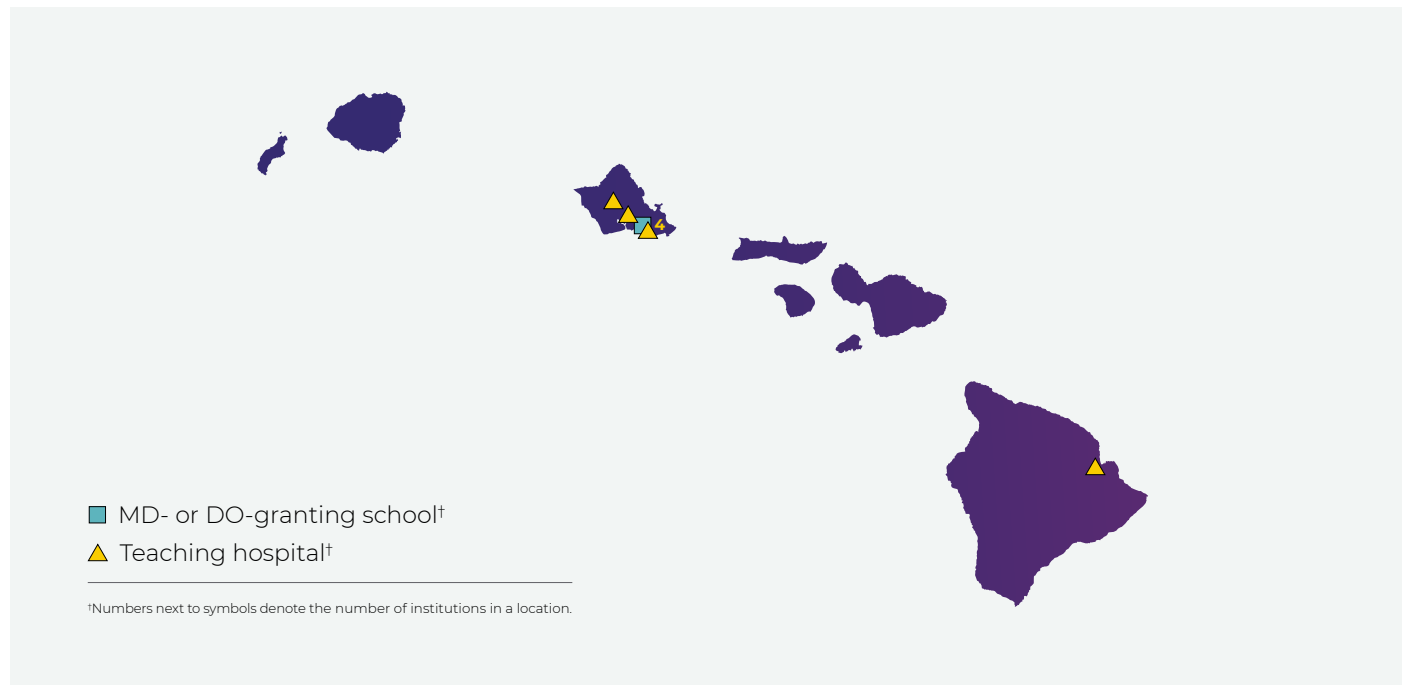 4
MD- or DO-granting school†
Teaching hospital†
†Numbers next to symbols denote the number of institutions in a location.